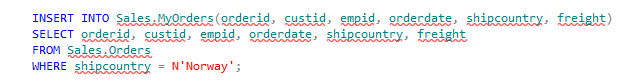 INSERT INTO Sales.MyOrders(orderid, custid, empid, orderdate, shipcountry, freight)
SELECT orderid, custid, empid, orderdate, shipcountry, freight
FROM Sales.Orders
WHERE shipcountry = N'Norway';